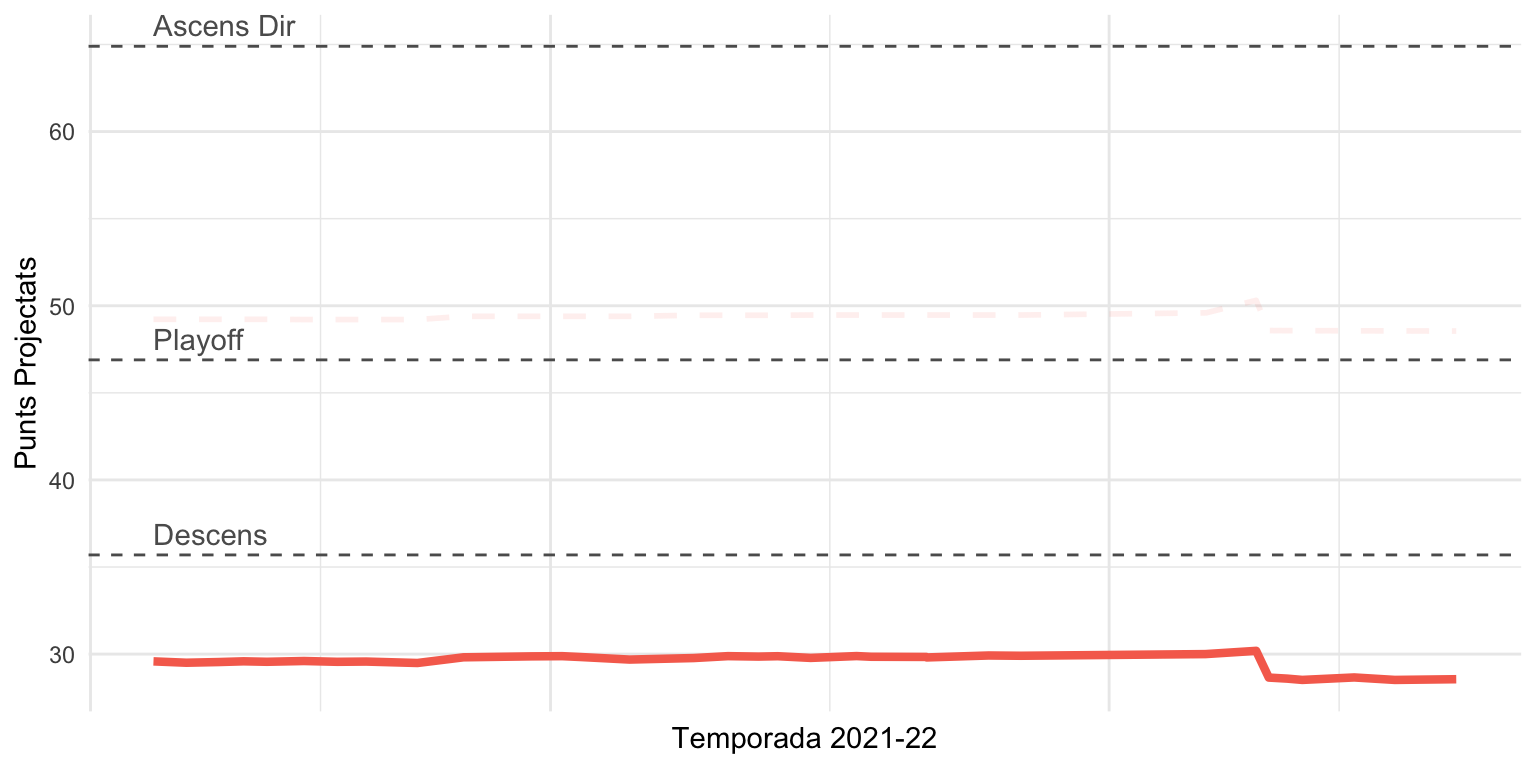 Ascens Dir
60
50
Playoff
40
Descens
30
Punts Projectats
Temporada 2021-22